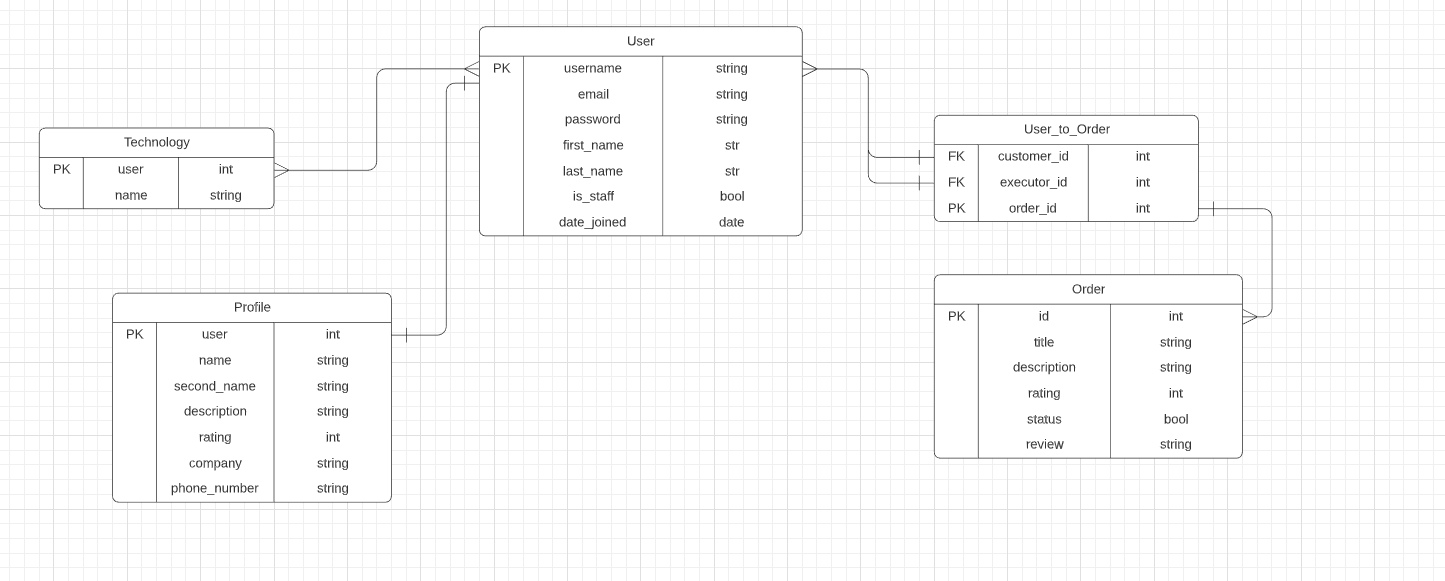 User
PK username string
email string
password string
first_name str
last_name str
is_staff bool
date_joined date
Technology
PK user int
name string
User_to_Order
FK customer_id int
FK executor_id int
PK order_id int
Profile
PK user int
name string
second_name string
description string
rating int
company string
phone_number string
Order
PK id int
title string
description string
rating int
status bool
review string